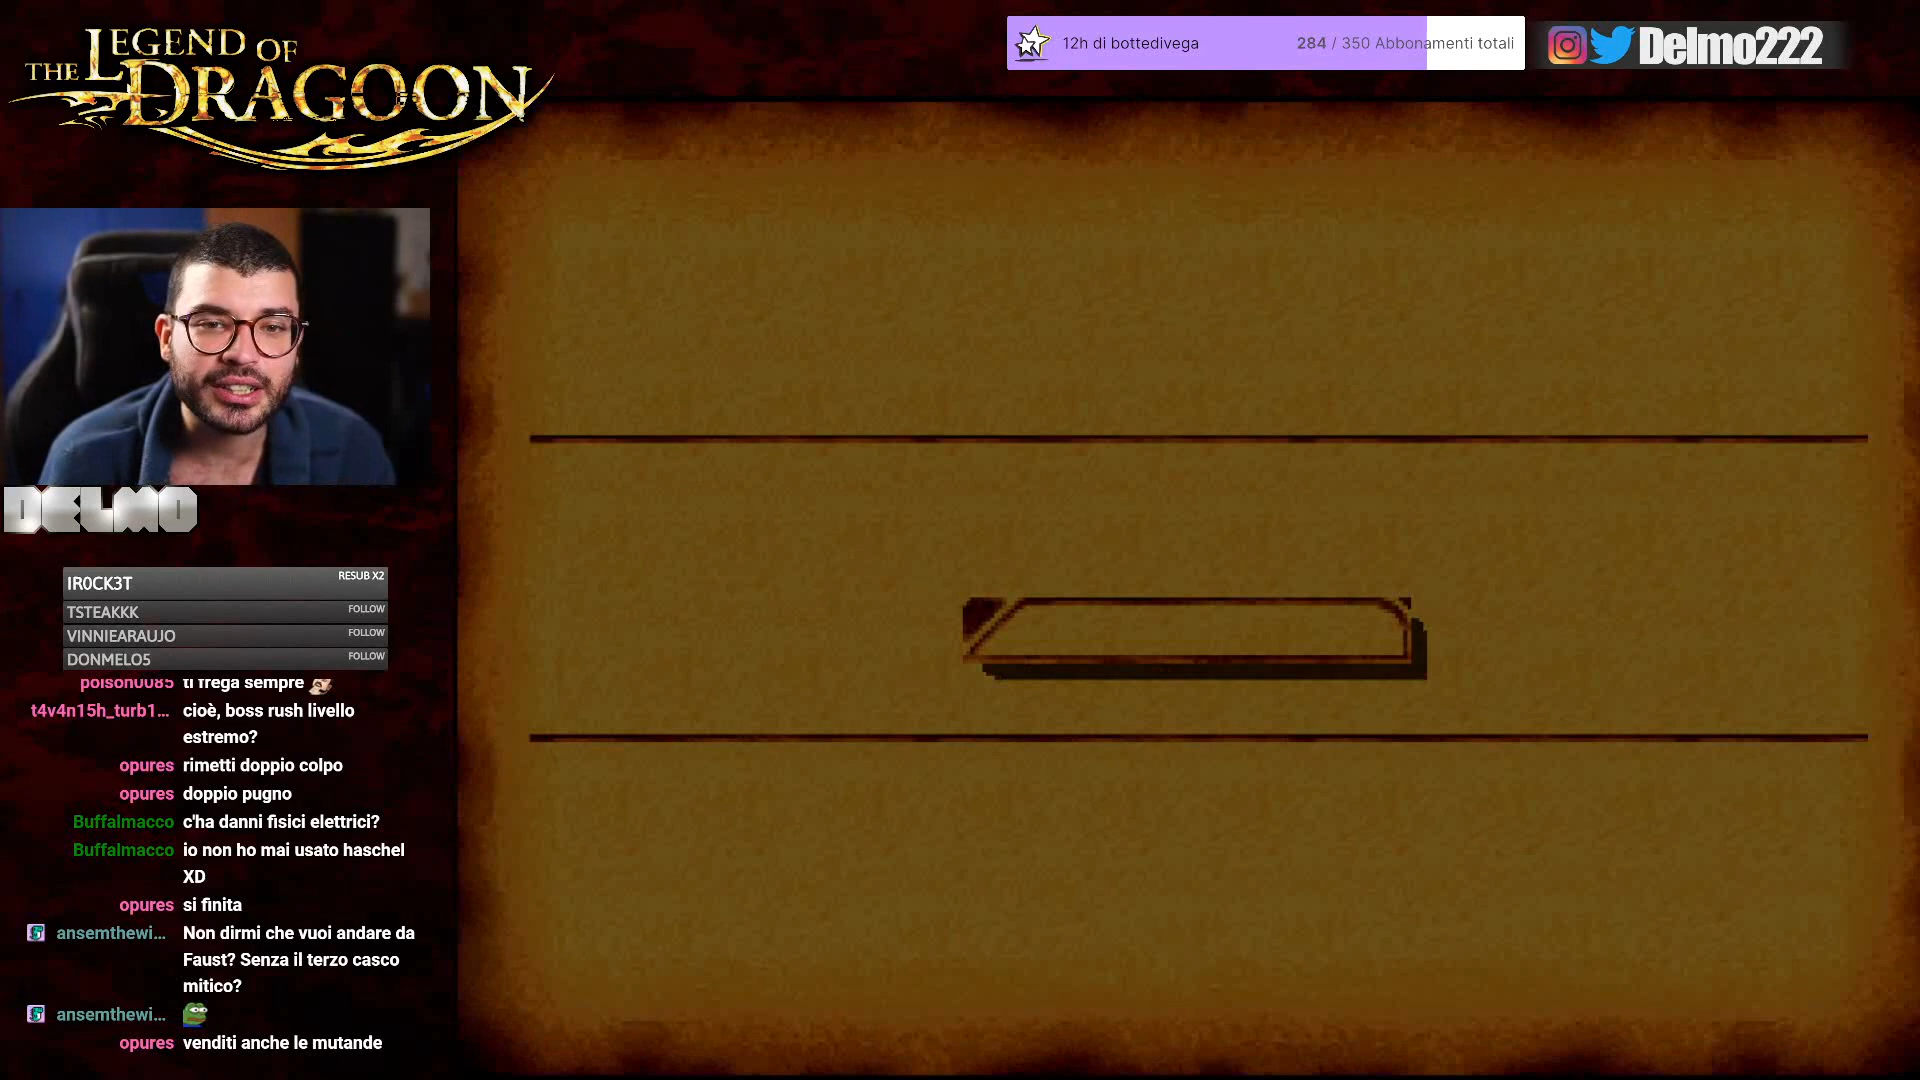 LEGEND OF
THE DRAGOON
12h di bottedivega
284 / 350 Abbonamenti totali
Delmo222
DELMO
IR0CK3T RESUB X2
TSTEAKKK FOLLOW
VINNIEARAUJO FOLLOW
DONMELO5 FOLLOW
poison0085 ti frega sempre
t4v4n15h_turb1... cioè, boss rush livello
estremo?
opures rimetti doppio colpo
opures doppio pugno
Buffalmacco c'ha danni fisici elettrici?
Buffalmacco io non ho mai usato haschel
XD
opures si finita
ansemthewi... Non dirmi che vuoi andare da
Faust? Senza il terzo casco
mitico?
ansemthewi...
opures venditi anche le mutande